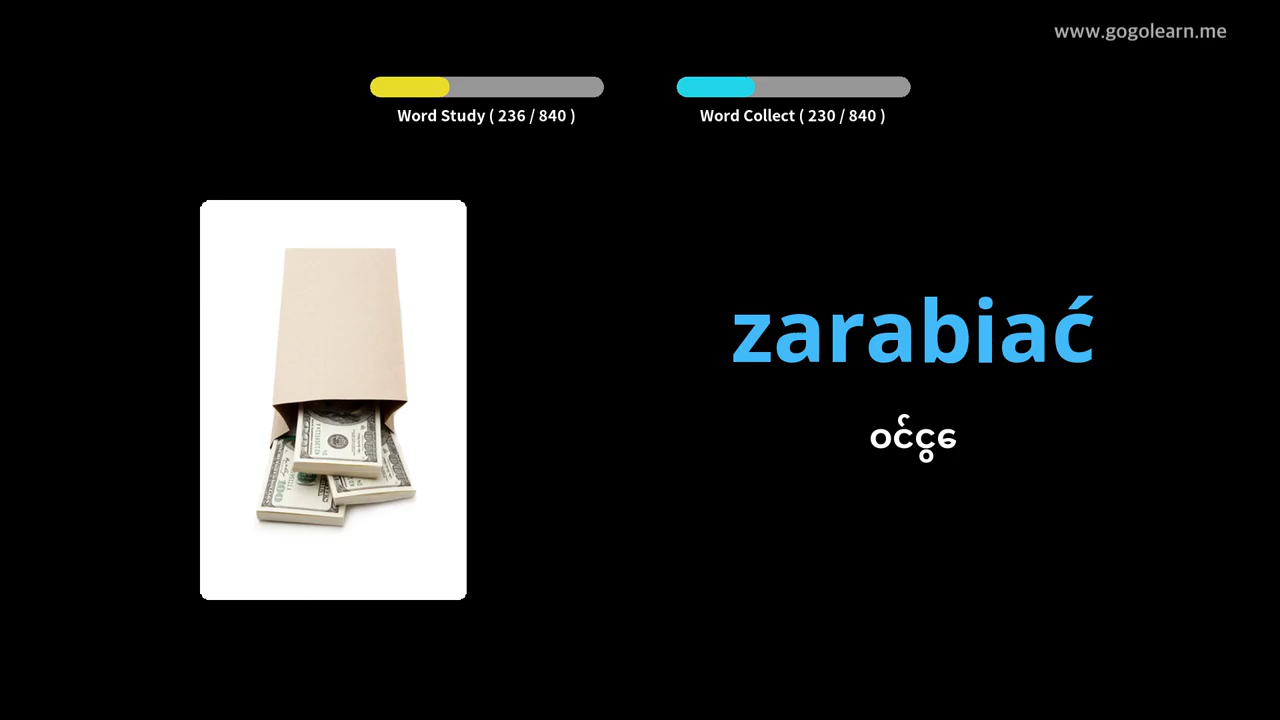 www.gogolearn.me
Word Study ( 236 / 840 )
Word Collect ( 230 / 840 )
zarabiać
ဝင်ငွေ